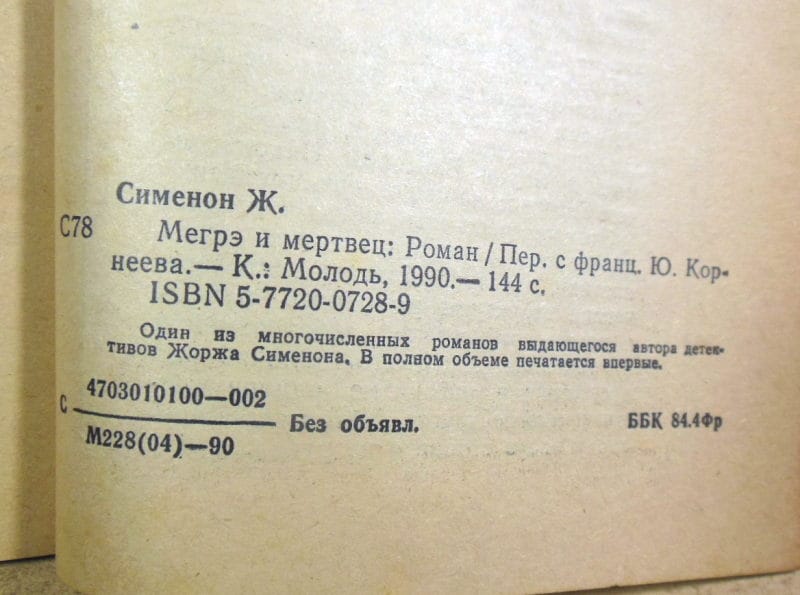 Сименон Ж.
С78 Мегрэ и мертвец: Роман / Пер. с франц. Ю. Кор-
неева.— К.: Молодь, 1990.— 144 с.
ISBN 5-7720-0728-9
Один из многочисленных романов выдающегося автора детек-
тивов Жоржа Сименона. В полном объеме печатается впервые.
4703010100—002
С Без объявл. ББК 84.4Фр
М228(04)—90